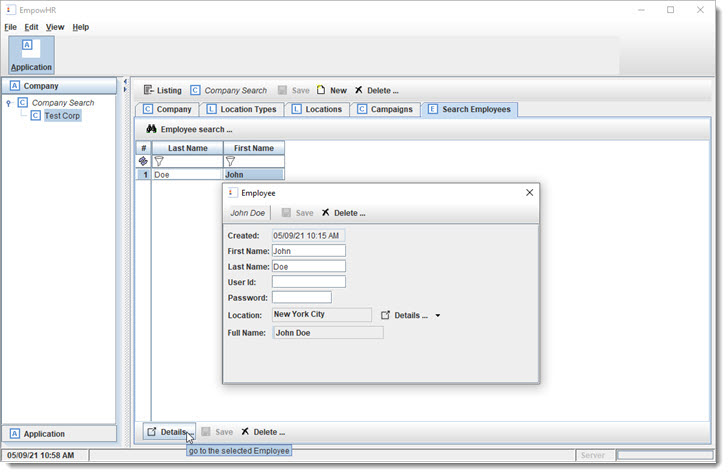 EmpowHR
File Edit View Help
A
Application
A Company
C Company Search
C Test Corp
Listing C Company Search Save New Delete ...
C Company L Location Types L Locations C Campaigns E Search Employees
Employee search ...
# Last Name First Name
1 Doe John
Employee
John Doe Save Delete ...
Created: 05/09/21 10:15 AM
First Name: John
Last Name: Doe
User Id:
Password:
Location: New York City Details ...
Full Name: John Doe
A Application
Details ... Save Delete ...
go to the selected Employee
05/09/21 10:58 AM Server